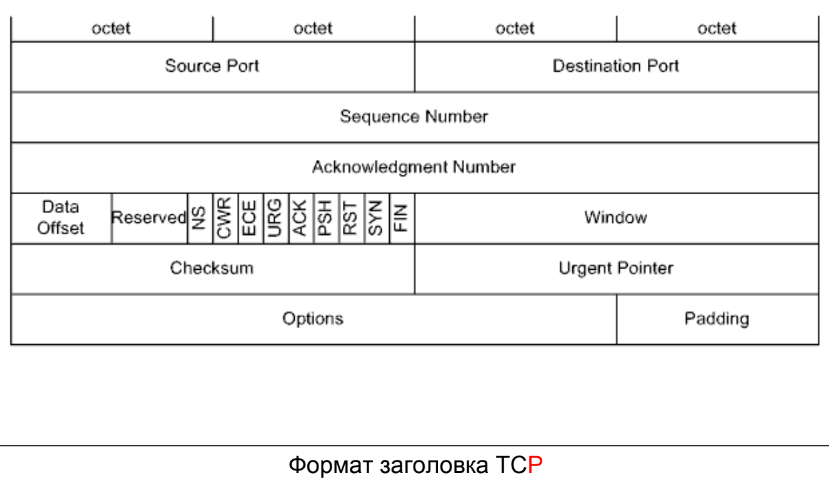 octet octet octet octet
Source Port Destination Port
Sequence Number
Acknowledgment Number
Data Offset Reserved NS CWR ECE URG ACK PSH RST SYN FIN Window
Checksum Urgent Pointer
Options Padding
Формат заголовка TCP